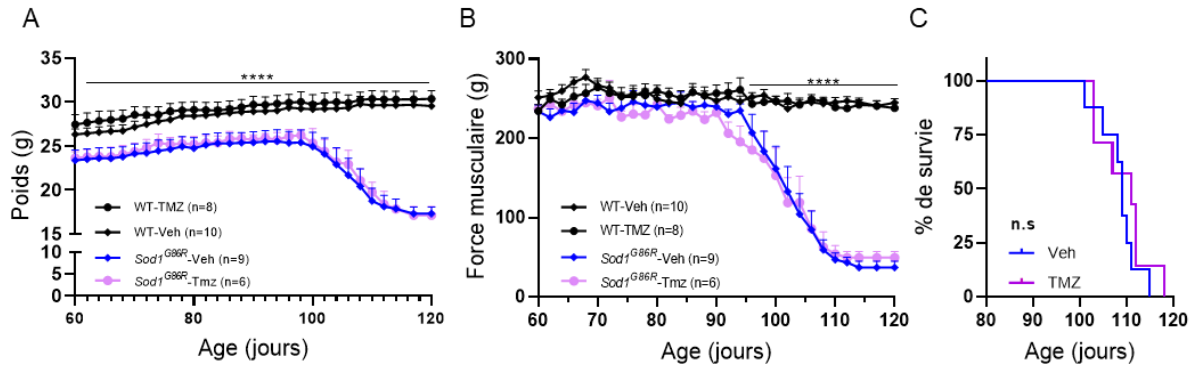 A
Poids (g)
35
30
25
20
15
10
5
0
****
WT-TMZ (n=8)
WT-Veh (n=10)
Sod1G86R-Veh (n=9)
Sod1G86R-Tmz (n=6)
60
80
100
120
Age (jours)
B
Force musculaire (g)
300
200
100
0
****
WT-Veh (n=10)
WT-TMZ (n=8)
Sod1G86R-Veh (n=9)
Sod1G86R-Tmz (n=6)
60
70
80
90
100
110
120
Age (jours)
C
% de survie
100
75
50
25
0
n.s
Veh
TMZ
80
90
100
110
120
Age (jours)